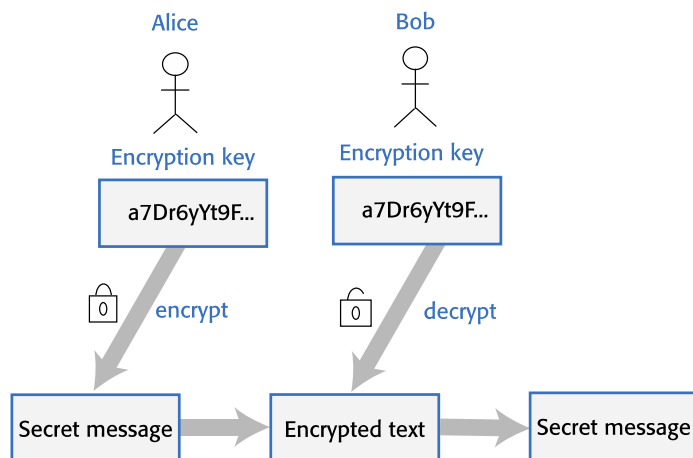 Alice
Bob
Encryption key
Encryption key
a7Dr6yYt9F...
a7Dr6yYt9F...
encrypt
decrypt
Secret message
Encrypted text
Secret message